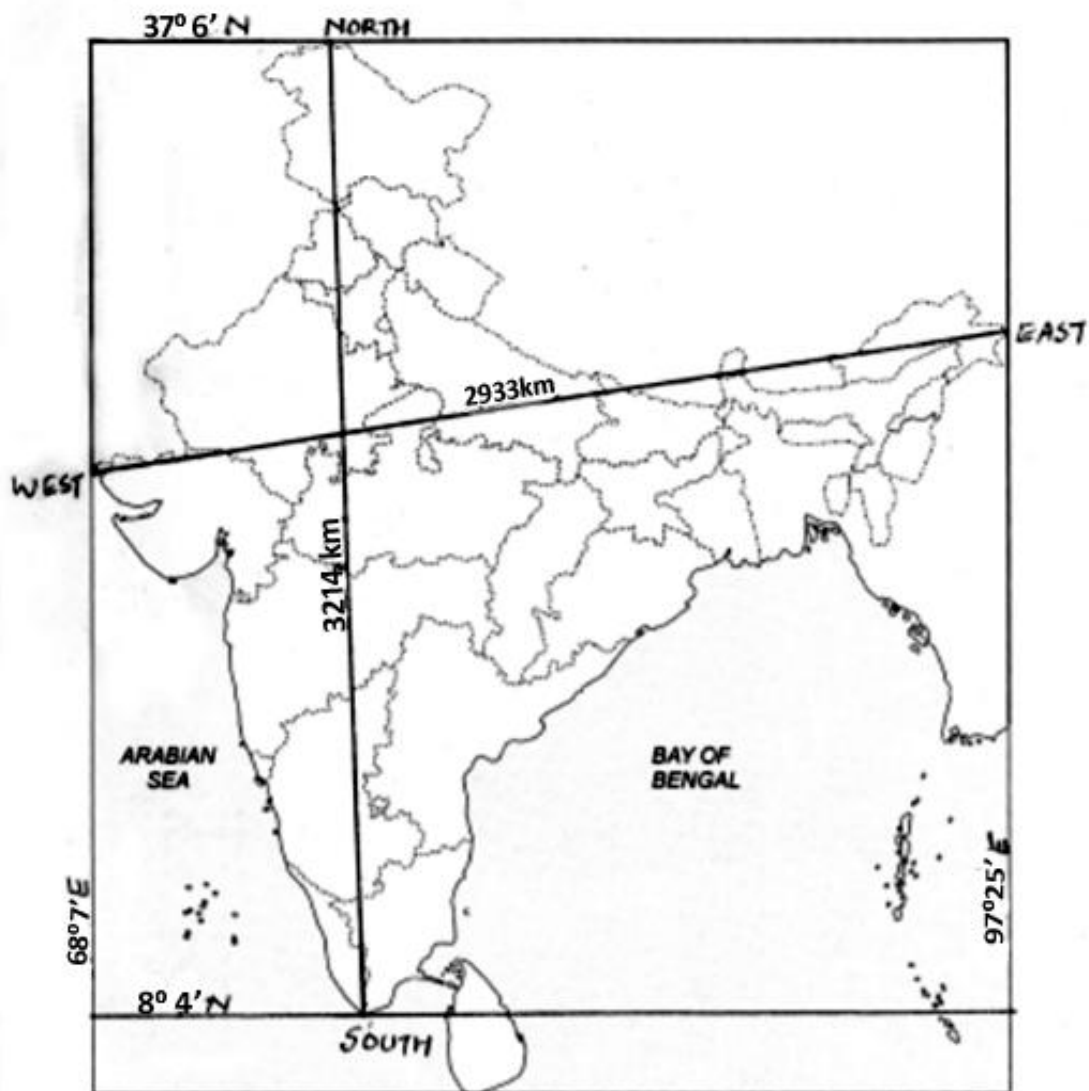 37° 6' N NORTH
EAST
2933km
WEST
3214 km
ARABIAN
SEA
BAY OF
BENGAL
68°7'E
97°25' E
8° 4' N
SOUTH